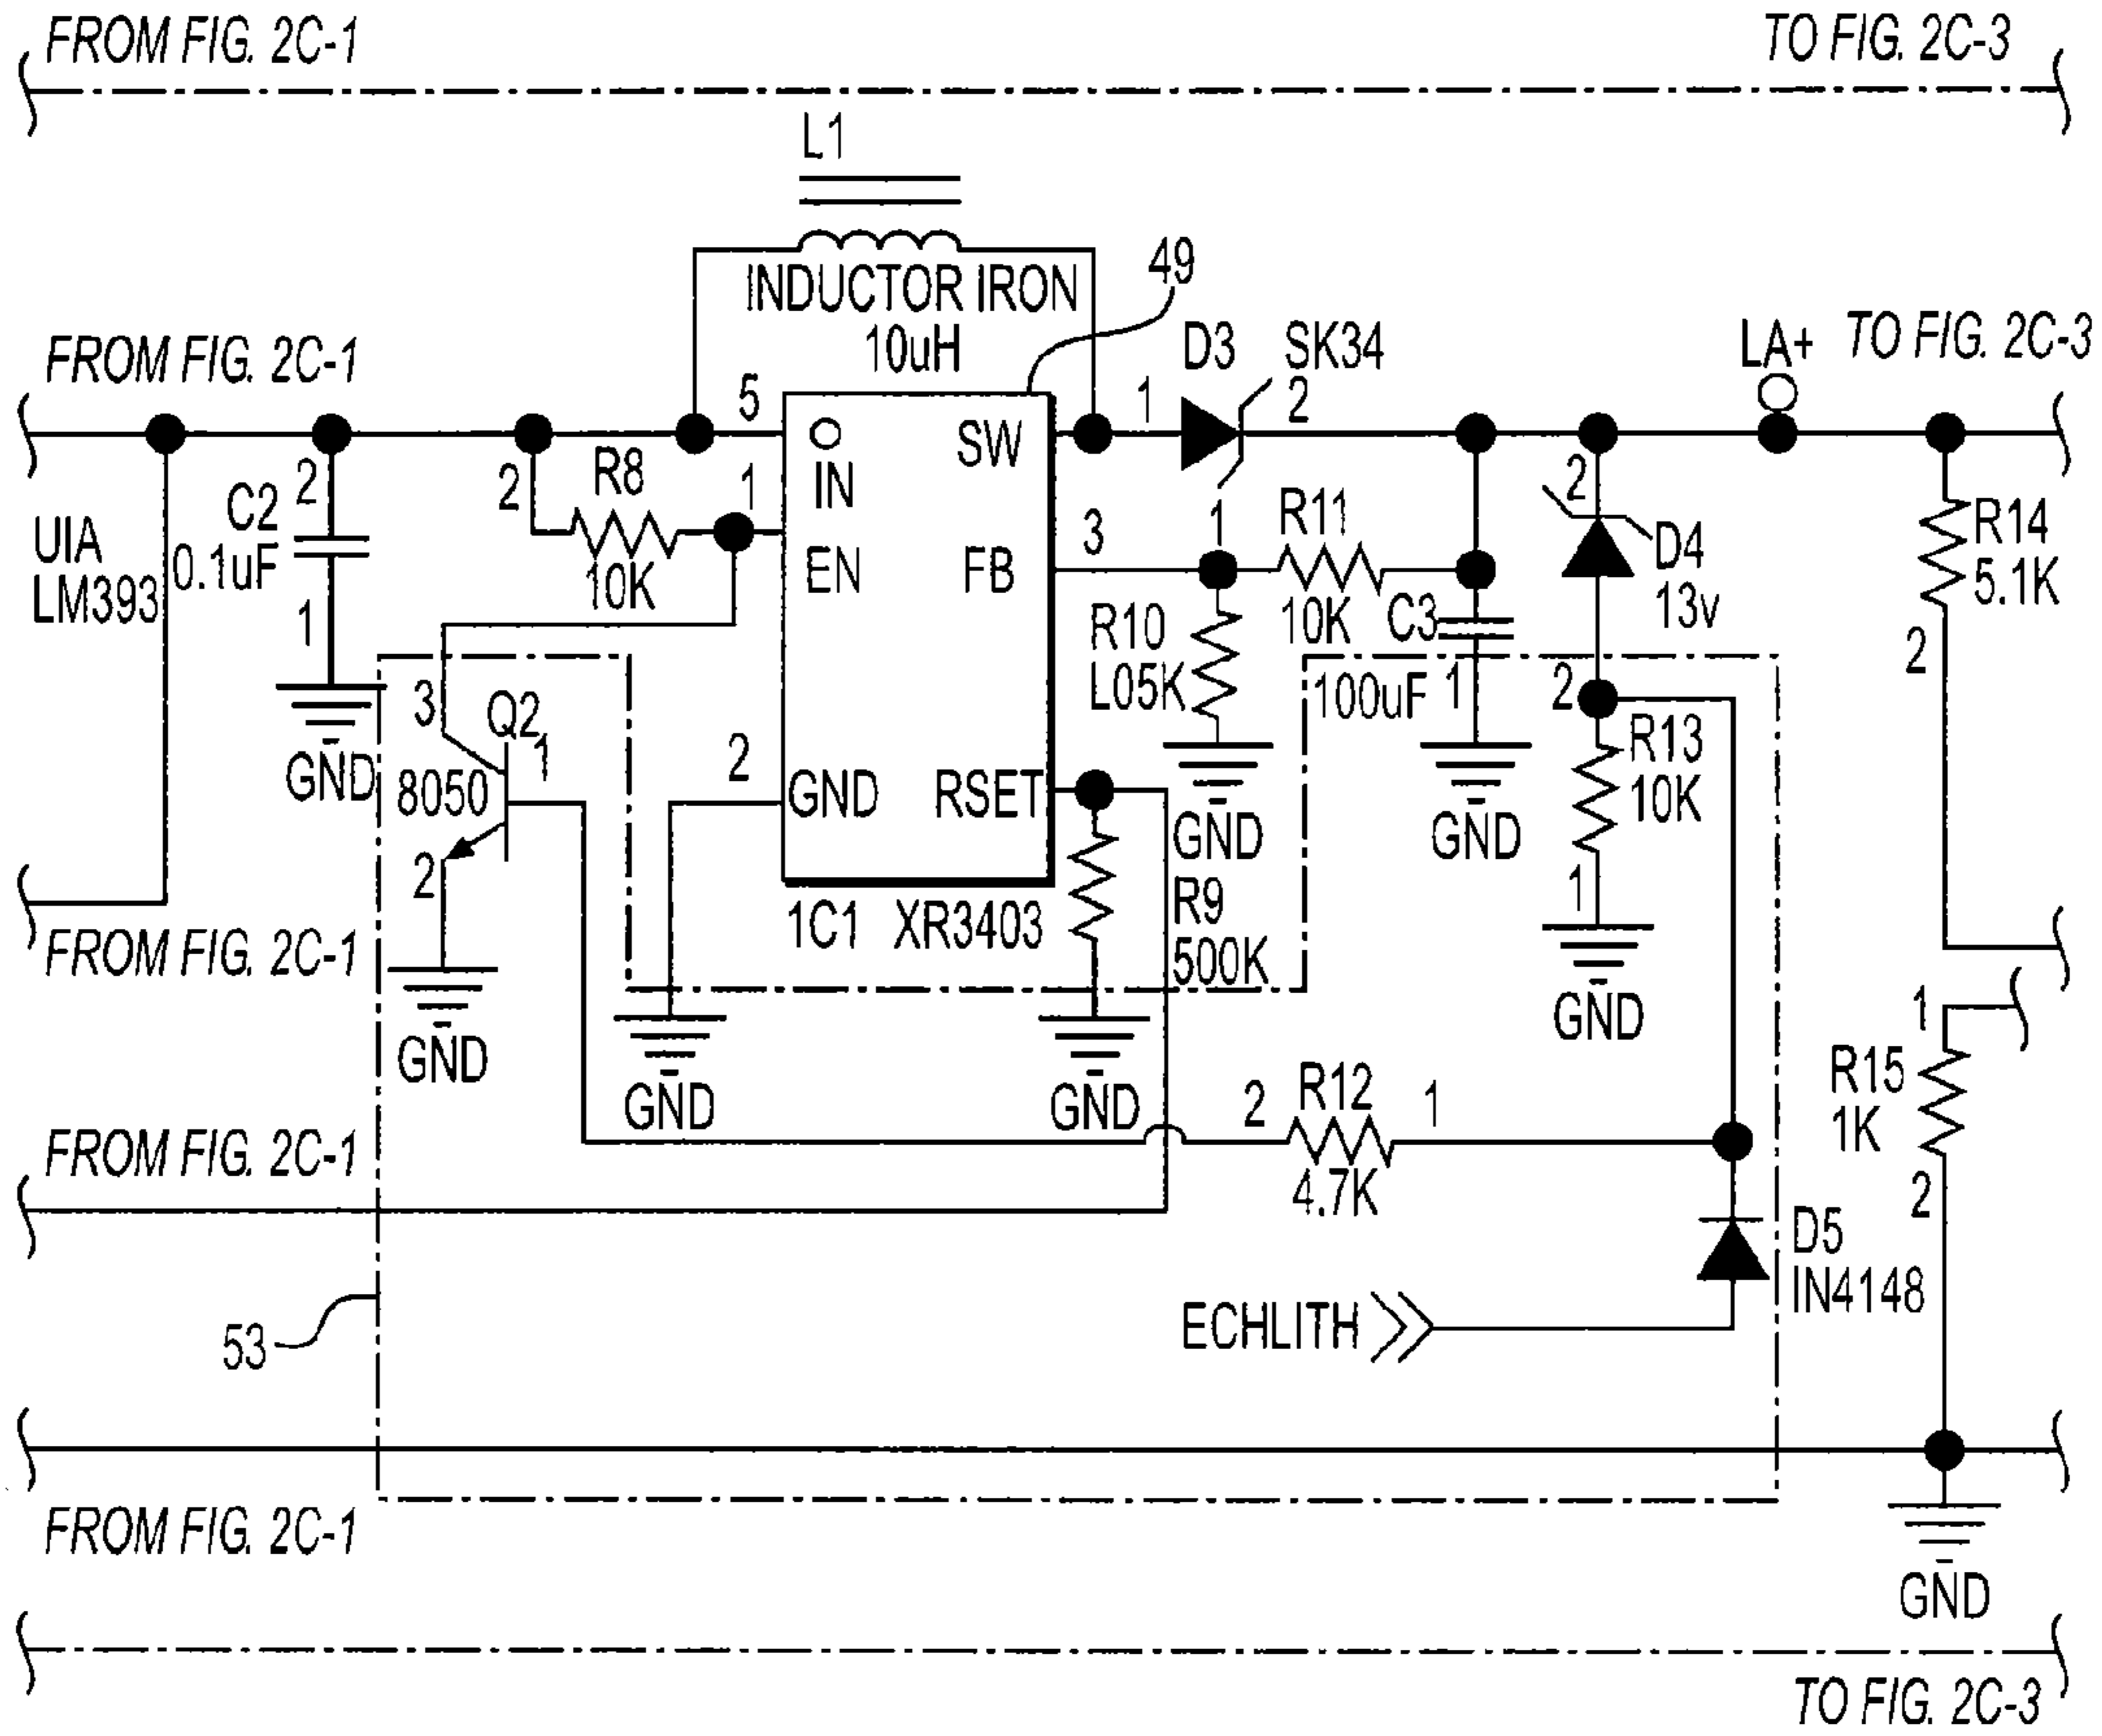 FROM FIG. 2C-1
TO FIG. 2C-3
L1
INDUCTOR IRON
10uH
49
FROM FIG. 2C-1
D3
SK34
LA+
TO FIG. 2C-3
5
1
2
IN
SW
C2
0.1uF
2
1
GND
UIA
LM393
2
R8
10K
1
EN
3
FB
1
R11
10K
R10
L05K
GND
C3
100uF
1
GND
2
D4
13v
2
R13
10K
1
GND
R14
5.1K
2
3
Q2
1
8050
2
GND
2
GND
RSET
1C1
XR3403
R9
500K
GND
GND
FROM FIG. 2C-1
FROM FIG. 2C-1
2
R12
1
4.7K
1
R15
1K
2
D5
IN4148
ECHLITH
53
FROM FIG. 2C-1
GND
TO FIG. 2C-3